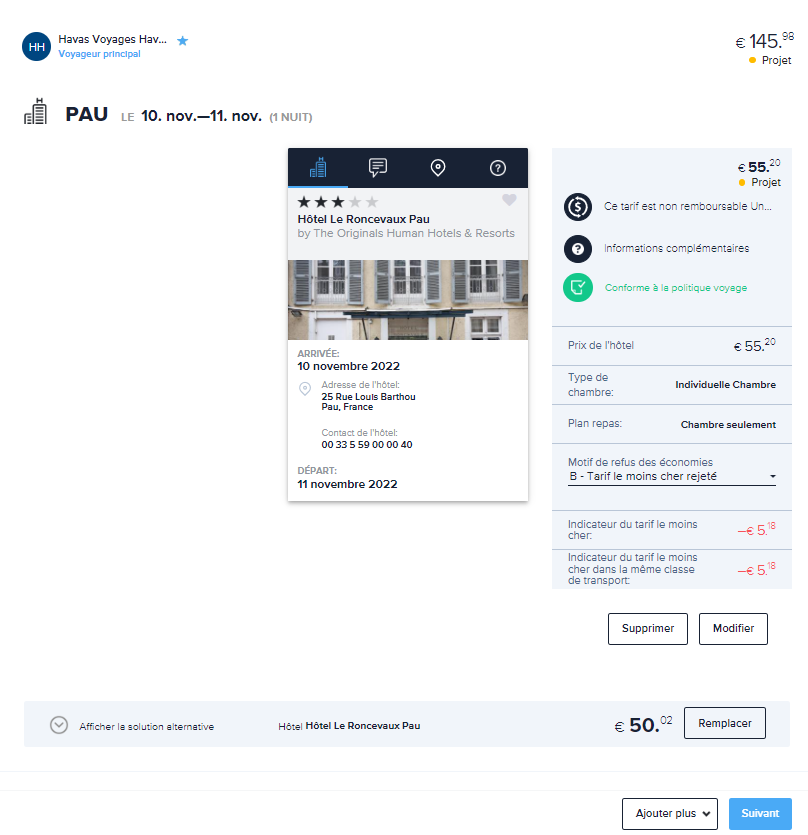 HH
Havas Voyages Hav...
Voyageur principal
€ 145.98
Projet
PAU LE 10. nov.—11. nov. (1 NUIT)
Hôtel Le Roncevaux Pau
by The Originals Human Hotels & Resorts
ARRIVÉE:
10 novembre 2022
Adresse de l'hôtel:
25 Rue Louis Barthou
Pau, France
Contact de l'hôtel:
00 33 5 59 00 00 40
DÉPART:
11 novembre 2022
€ 55.20
Projet
Ce tarif est non remboursable Un...
Informations complémentaires
Conforme à la politique voyage
Prix de l'hôtel € 55.20
Type de
chambre: Individuelle Chambre
Plan repas: Chambre seulement
Motif de refus des économies
B - Tarif le moins cher rejeté
Indicateur du tarif le moins
cher: —€ 5.18
Indicateur du tarif le moins
cher dans la même classe
de transport: —€ 5.18
Supprimer Modifier
Afficher la solution alternative Hôtel Hôtel Le Roncevaux Pau € 50.02 Remplacer
Ajouter plus Suivant